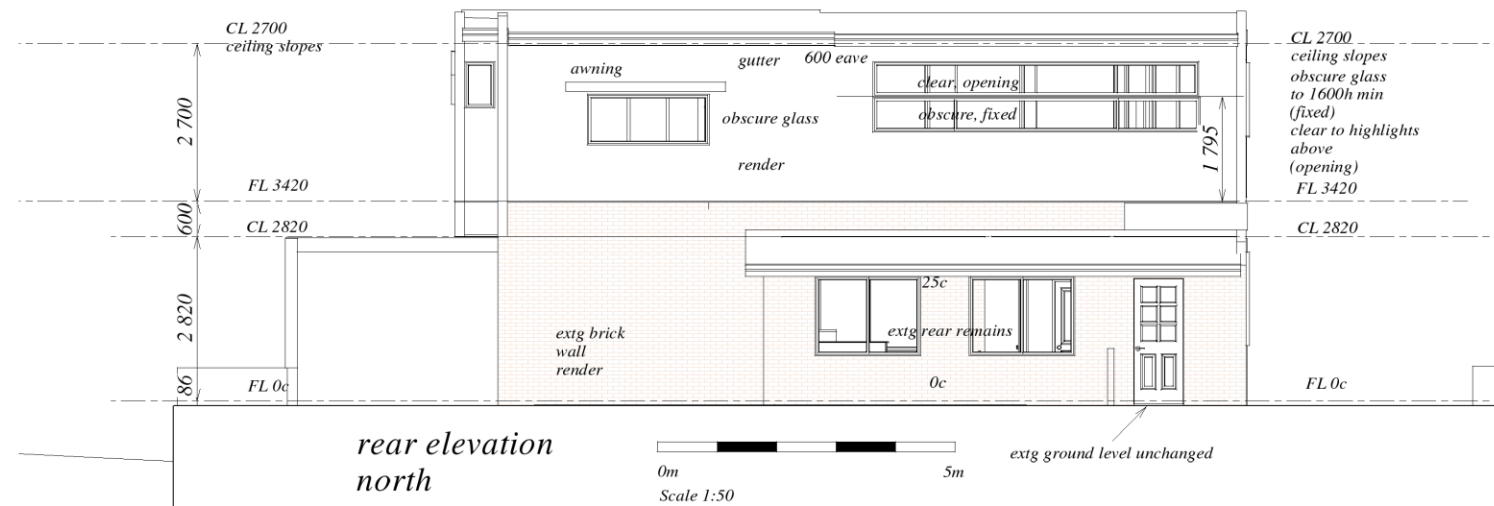 CL 2700
ceiling slopes
gutter 600 eave
awning
clear, opening
obscure glass
obscure, fixed
render
CL 2700
ceiling slopes
obscure glass
to 1600h min
(fixed)
clear to highlights
above
(opening)
2 700
1 795
FL 3420
FL 3420
600
CL 2820
CL 2820
2 820
25c
extg brick
wall
render
extg rear remains
0c
86
FL 0c
FL 0c
rear elevation
north
0m 5m
Scale 1:50
extg ground level unchanged